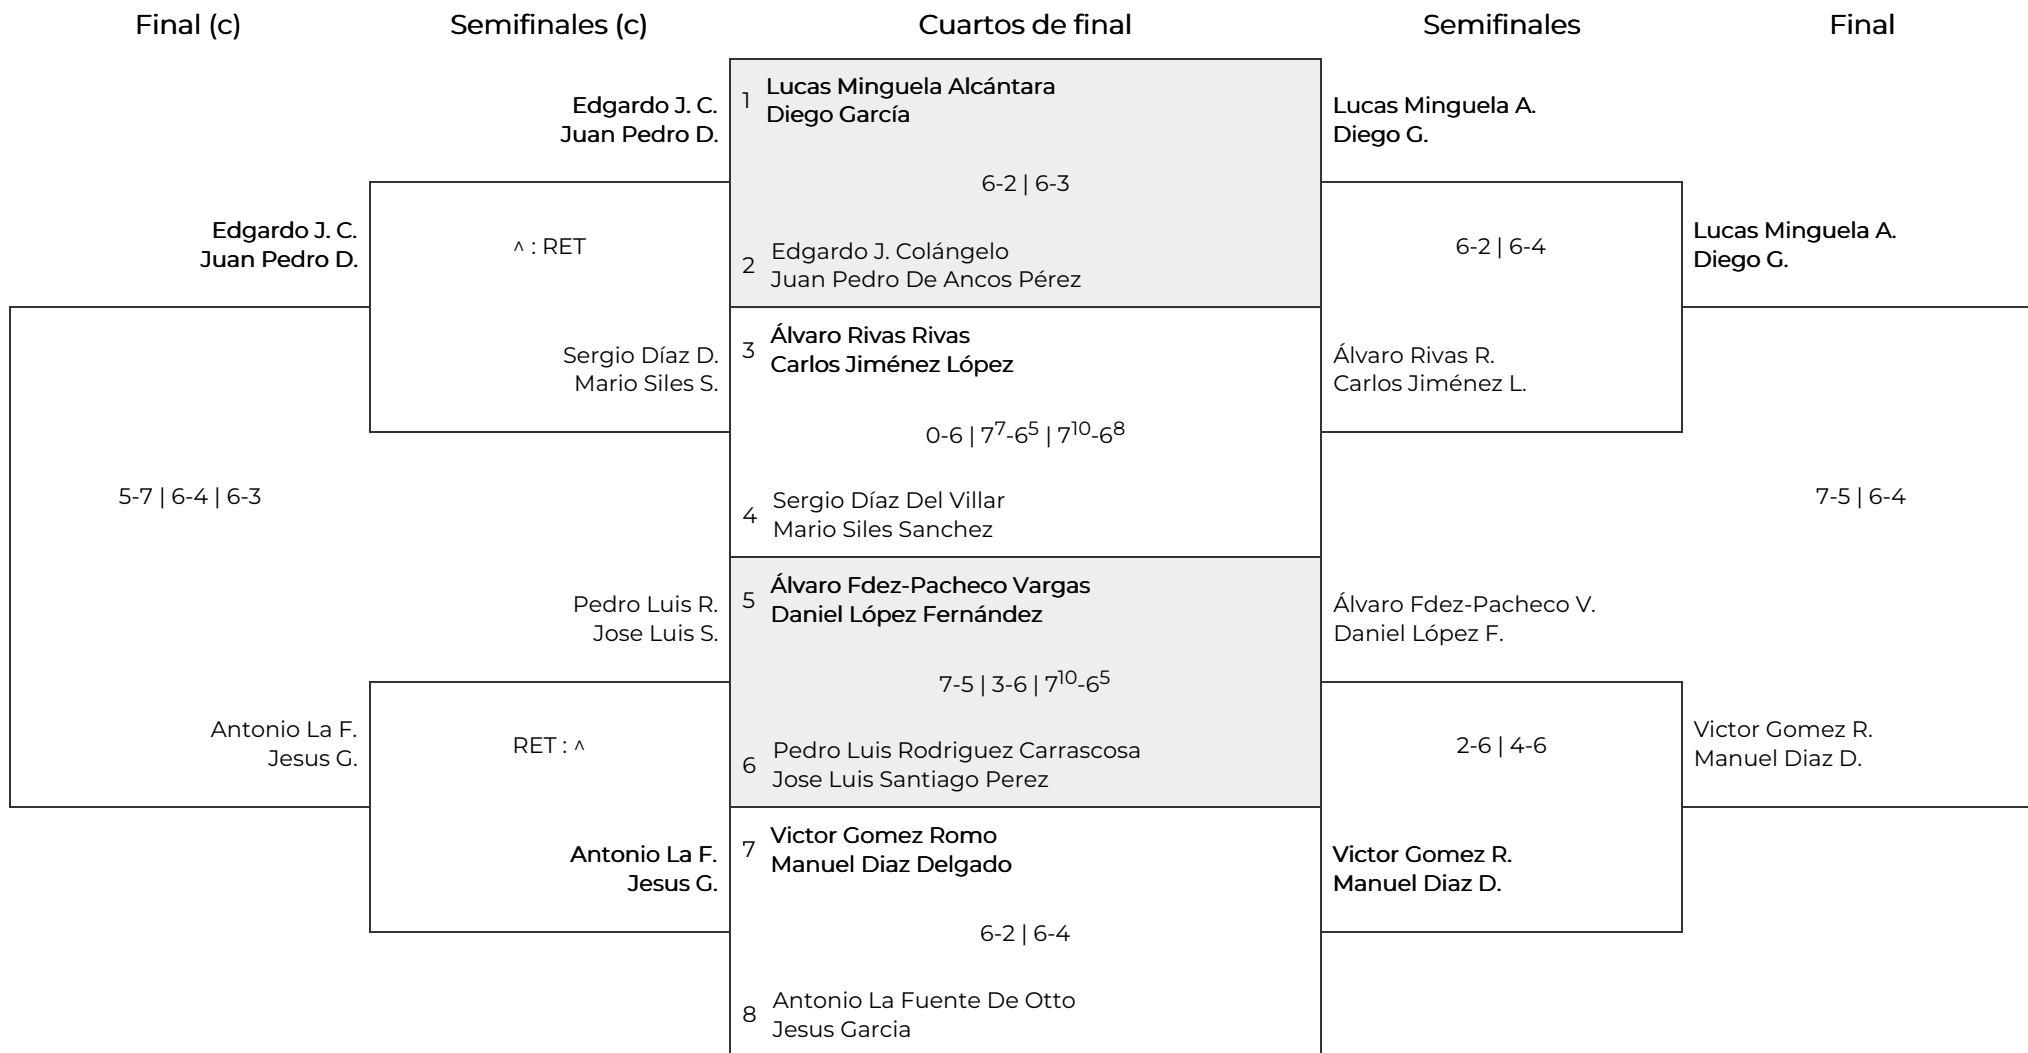 Final (c)
Semifinales (c)
Cuartos de final
Semifinales
Final
Edgardo J. C.
Juan Pedro D.
Edgardo J. C.
Juan Pedro D.
^ : RET
Sergio Díaz D.
Mario Siles S.
5-7 | 6-4 | 6-3
Pedro Luis R.
Jose Luis S.
Antonio La F.
Jesus G.
RET : ^
Antonio La F.
Jesus G.
1 Lucas Minguela Alcántara
Diego García
6-2 | 6-3
2 Edgardo J. Colángelo
Juan Pedro De Ancos Pérez
3 Álvaro Rivas Rivas
Carlos Jiménez López
0-6 | 7⁷-6⁵ | 7¹⁰-6⁸
4 Sergio Díaz Del Villar
Mario Siles Sanchez
5 Álvaro Fdez-Pacheco Vargas
Daniel López Fernández
7-5 | 3-6 | 7¹⁰-6⁵
6 Pedro Luis Rodriguez Carrascosa
Jose Luis Santiago Perez
7 Victor Gomez Romo
Manuel Diaz Delgado
6-2 | 6-4
8 Antonio La Fuente De Otto
Jesus Garcia
Lucas Minguela A.
Diego G.
6-2 | 6-4
Álvaro Rivas R.
Carlos Jiménez L.
Álvaro Fdez-Pacheco V.
Daniel López F.
2-6 | 4-6
Victor Gomez R.
Manuel Diaz D.
Lucas Minguela A.
Diego G.
7-5 | 6-4
Victor Gomez R.
Manuel Diaz D.